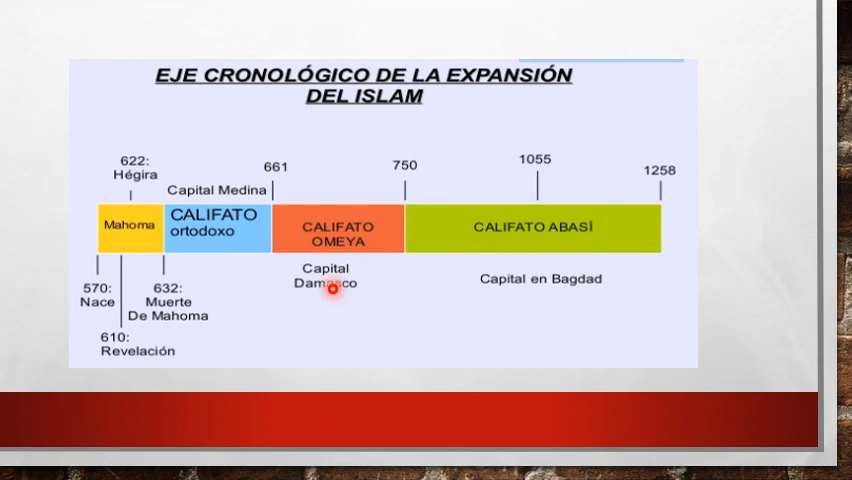 EJE CRONOLÓGICO DE LA EXPANSIÓN
DEL ISLAM
622:
Hégira
661
750
1055
1258
Capital Medina
Mahoma
CALIFATO
ortodoxo
CALIFATO
OMEYA
CALIFATO ABASÍ
Capital
Damasco
Capital en Bagdad
570:
Nace
632:
Muerte
De Mahoma
610:
Revelación